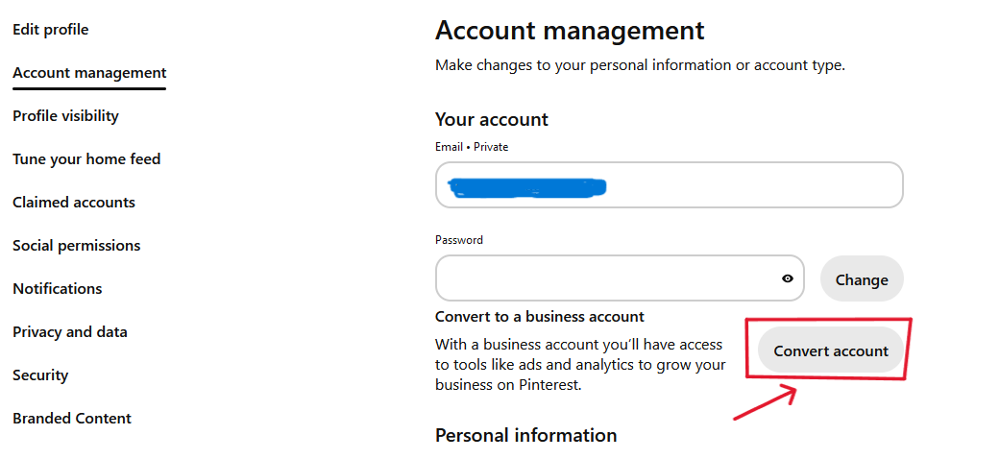 Edit profile
Account management
Profile visibility
Tune your home feed
Claimed accounts
Social permissions
Notifications
Privacy and data
Security
Branded Content
Account management
Make changes to your personal information or account type.
Your account
Email • Private
Password
Change
Convert to a business account
With a business account you’ll have access
to tools like ads and analytics to grow your
business on Pinterest.
Convert account
Personal information